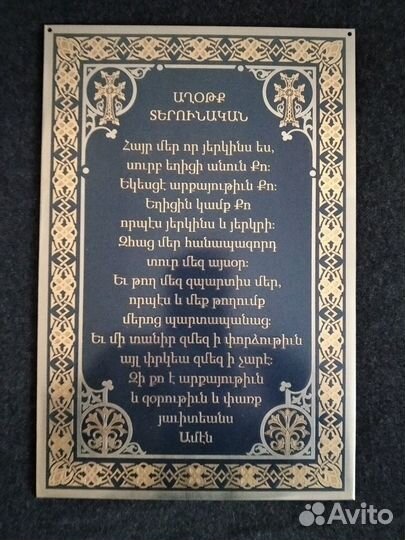 ԱՂՕԹՔ
ՏԵՐՈՒՆԱԿԱՆ
Հայր մեր որ յերկինս ես,
սուրբ եղիցի անուն Քո։
Եկեսցէ արքայութիւն Քո։
Եղիցին կամք Քո
որպէս յերկինս և յերկրի։
Զհաց մեր հանապազորդ
տուր մեզ այսօր։
Եւ թող մեզ զպարտիս մեր,
որպէս և մեք թողումք
մերոց պարտապանաց։
Եւ մի տանիր զմեզ ի փորձութիւն
այլ փրկեա զմեզ ի չարէ։
Զի քո է արքայութիւն
և զօրութիւն և փառք
յաւիտեանս
Ամէն
Avito